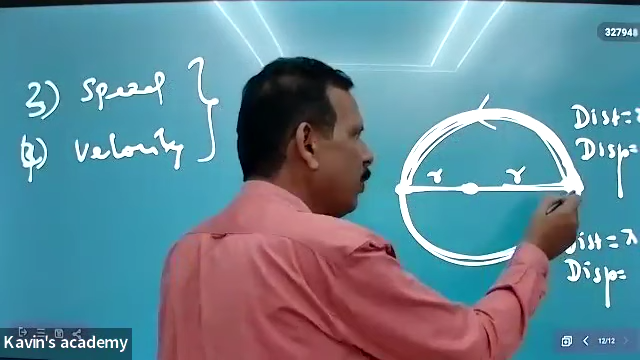 327948
3) Speed
4) Velocity
r r
Dist =
Disp =
Dist = π
Disp =
Kavin's academy
12/12